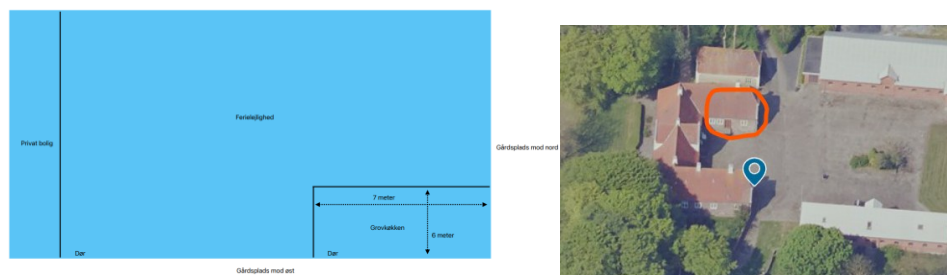 Ferielejlighed
Privat bolig
Gårdsplads mod nord
7 meter
Grovkøkken
6 meter
Dør
Dør
Gårdsplads mod øst